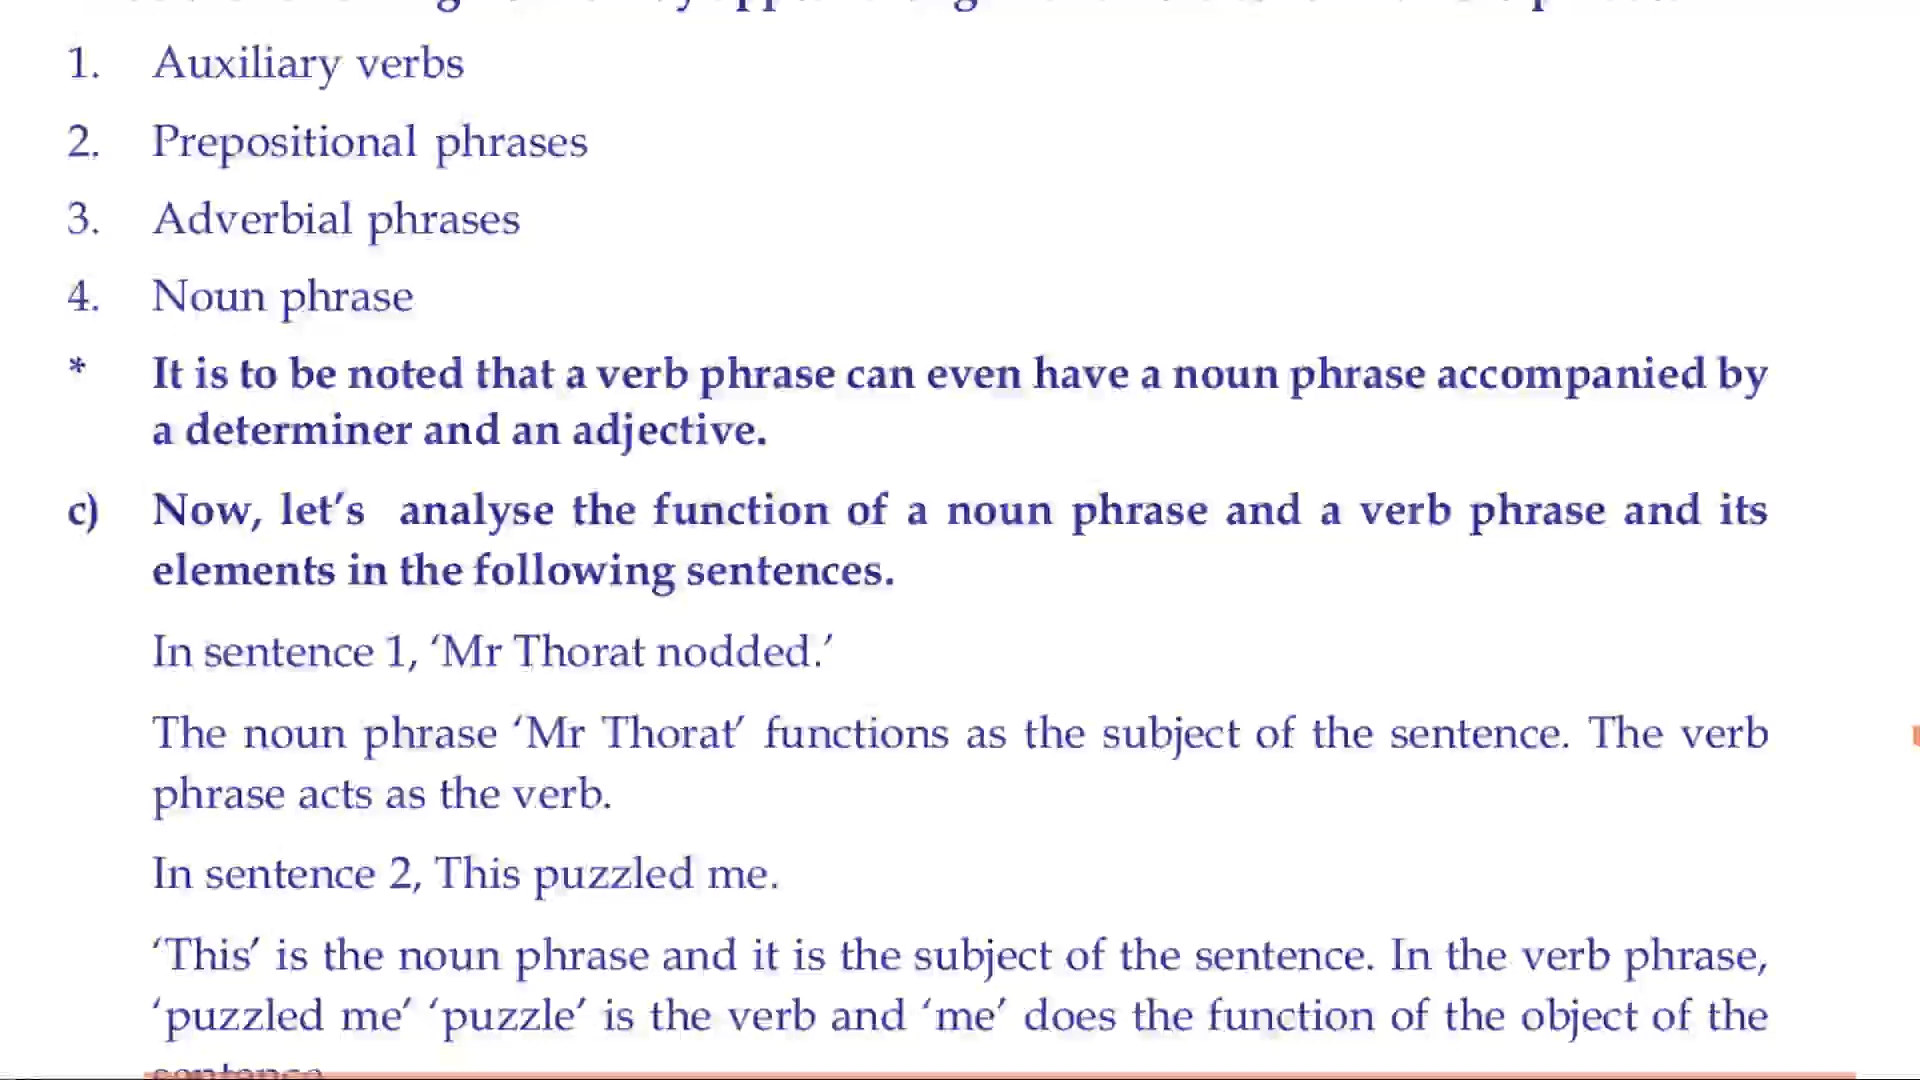 1. Auxiliary verbs
2. Prepositional phrases
3. Adverbial phrases
4. Noun phrase
* It is to be noted that a verb phrase can even have a noun phrase accompanied by
a determiner and an adjective.
c) Now, let's analyse the function of a noun phrase and a verb phrase and its
elements in the following sentences.
In sentence 1, ‘Mr Thorat nodded.’
The noun phrase ‘Mr Thorat’ functions as the subject of the sentence. The verb
phrase acts as the verb.
In sentence 2, This puzzled me.
‘This’ is the noun phrase and it is the subject of the sentence. In the verb phrase,
‘puzzled me’ ‘puzzle’ is the verb and ‘me’ does the function of the object of the
sentence